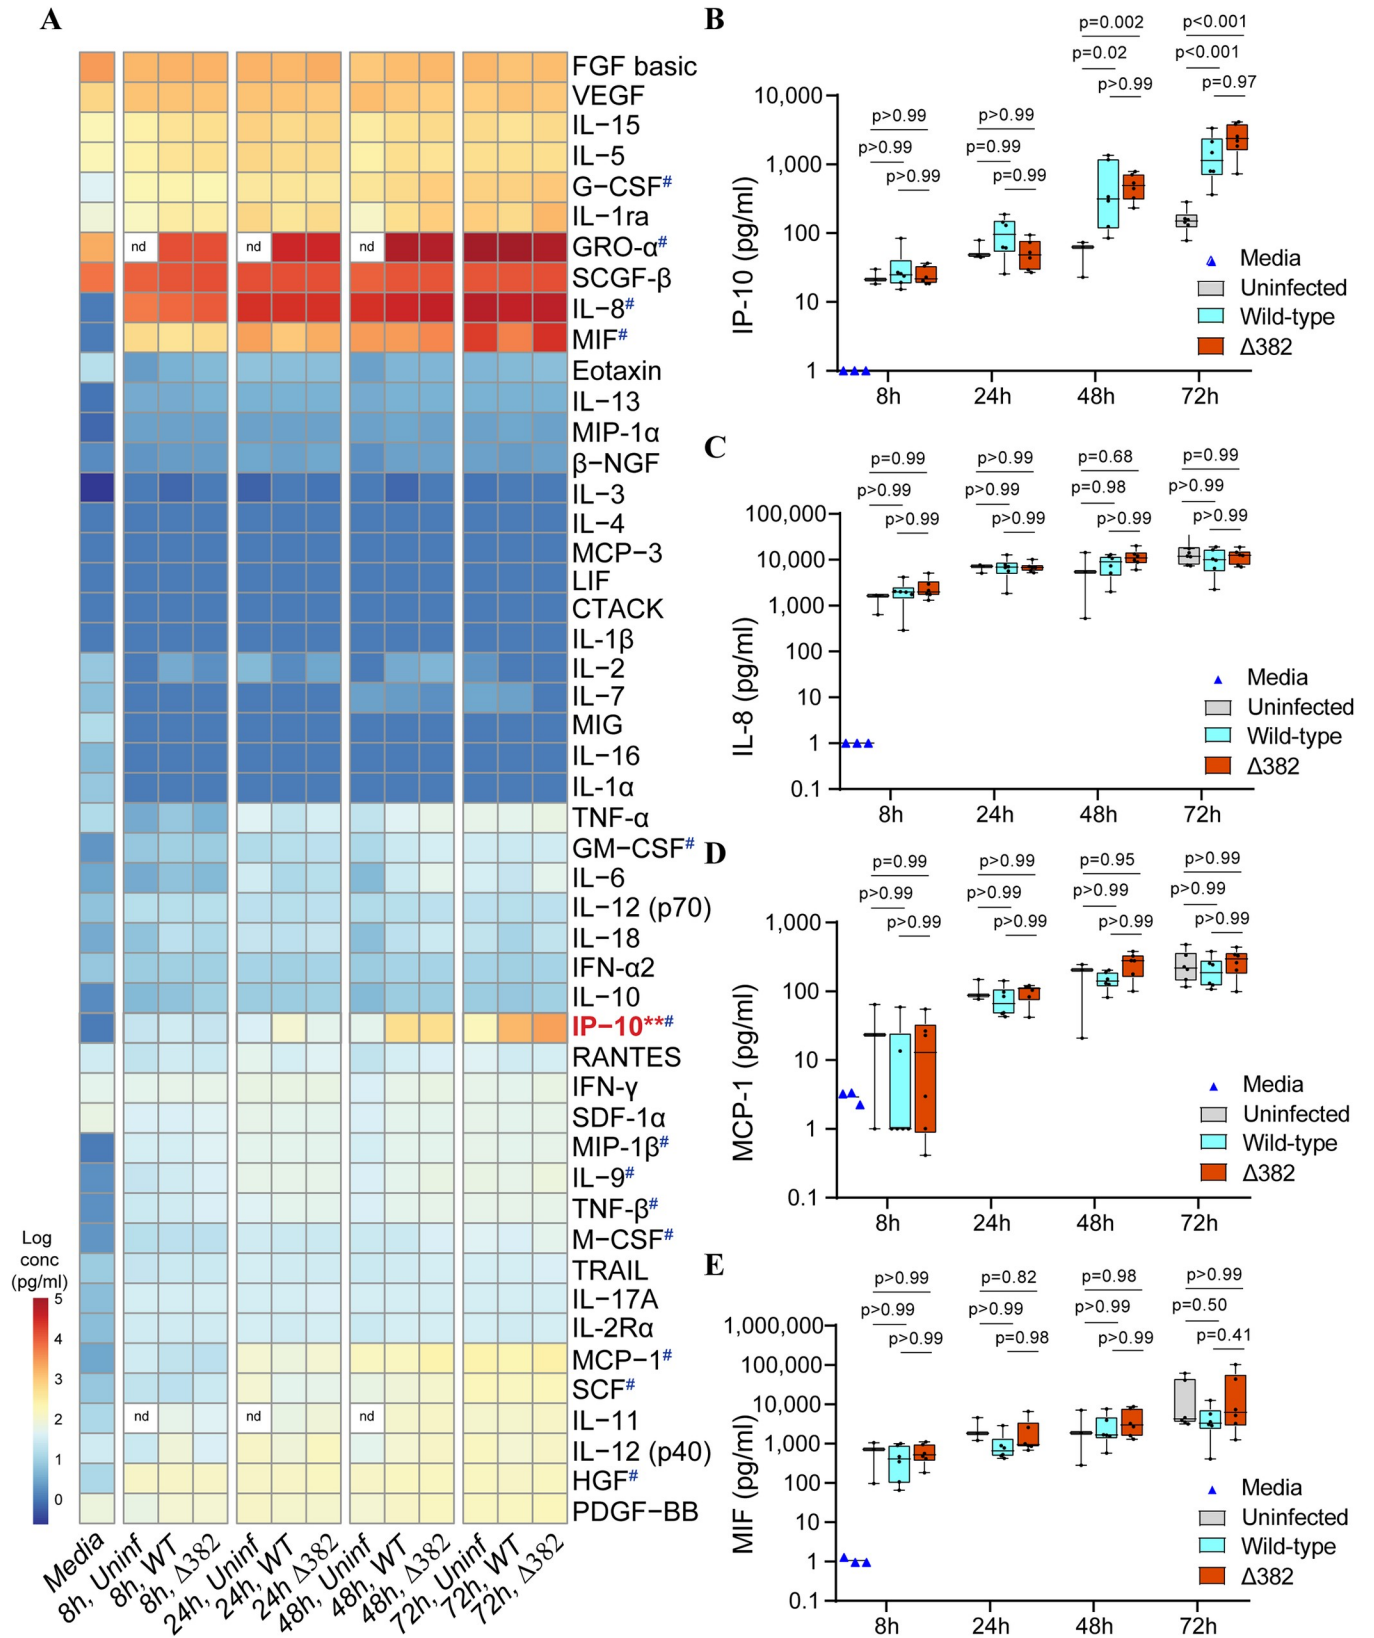 A
FGF basic
VEGF
IL−15
IL−5
G−CSF#
IL−1ra
nd nd nd GRO-α#
SCGF-β
IL−8#
MIF#
Eotaxin
IL−13
MIP-1α
β−NGF
IL−3
IL−4
MCP−3
LIF
CTACK
IL-1β
IL−2
IL−7
MIG
IL−16
IL−1α
TNF-α
GM−CSF#
IL−6
IL−12 (p70)
IL−18
IFN-α2
IL−10
IP−10**#
RANTES
IFN-γ
SDF-1α
MIP-1β#
IL−9#
TNF-β#
M−CSF#
TRAIL
IL−17A
IL-2Rα
MCP−1#
SCF#
nd nd nd IL−11
IL−12 (p40)
HGF#
PDGF−BB
Log
conc
(pg/ml)
5
4
3
2
1
0
Media
8h, Uninf
8h, WT
8h, Δ382
24h, Uninf
24h, WT
24h Δ382
48h, Uninf
48h, WT
48h, Δ382
72h, Uninf
72h, WT
72h, Δ382
B
p=0.002 p<0.001
p=0.02 p<0.001
p>0.99 p=0.97
p>0.99 p>0.99
p>0.99 p=0.99
p>0.99 p=0.99
IP-10 (pg/ml)
10,000
1,000
100
10
1
8h 24h 48h 72h
Media
Uninfected
Wild-type
Δ382
C
p=0.99 p>0.99 p=0.68 p=0.99
p>0.99 p>0.99 p=0.98 p>0.99
p>0.99 p>0.99 p>0.99 p>0.99
IL-8 (pg/ml)
100,000
10,000
1,000
100
10
1
0.1
8h 24h 48h 72h
Media
Uninfected
Wild-type
Δ382
D
p=0.99 p>0.99 p=0.95 p>0.99
p>0.99 p>0.99 p>0.99 p>0.99
p>0.99 p>0.99 p>0.99 p>0.99
MCP-1 (pg/ml)
1,000
100
10
1
0.1
8h 24h 48h 72h
Media
Uninfected
Wild-type
Δ382
E
p>0.99 p=0.82 p=0.98 p>0.99
p>0.99 p>0.99 p>0.99 p=0.50
p>0.99 p=0.98 p>0.99 p=0.41
MIF (pg/ml)
1,000,000
100,000
10,000
1,000
100
10
1
0.1
8h 24h 48h 72h
Media
Uninfected
Wild-type
Δ382